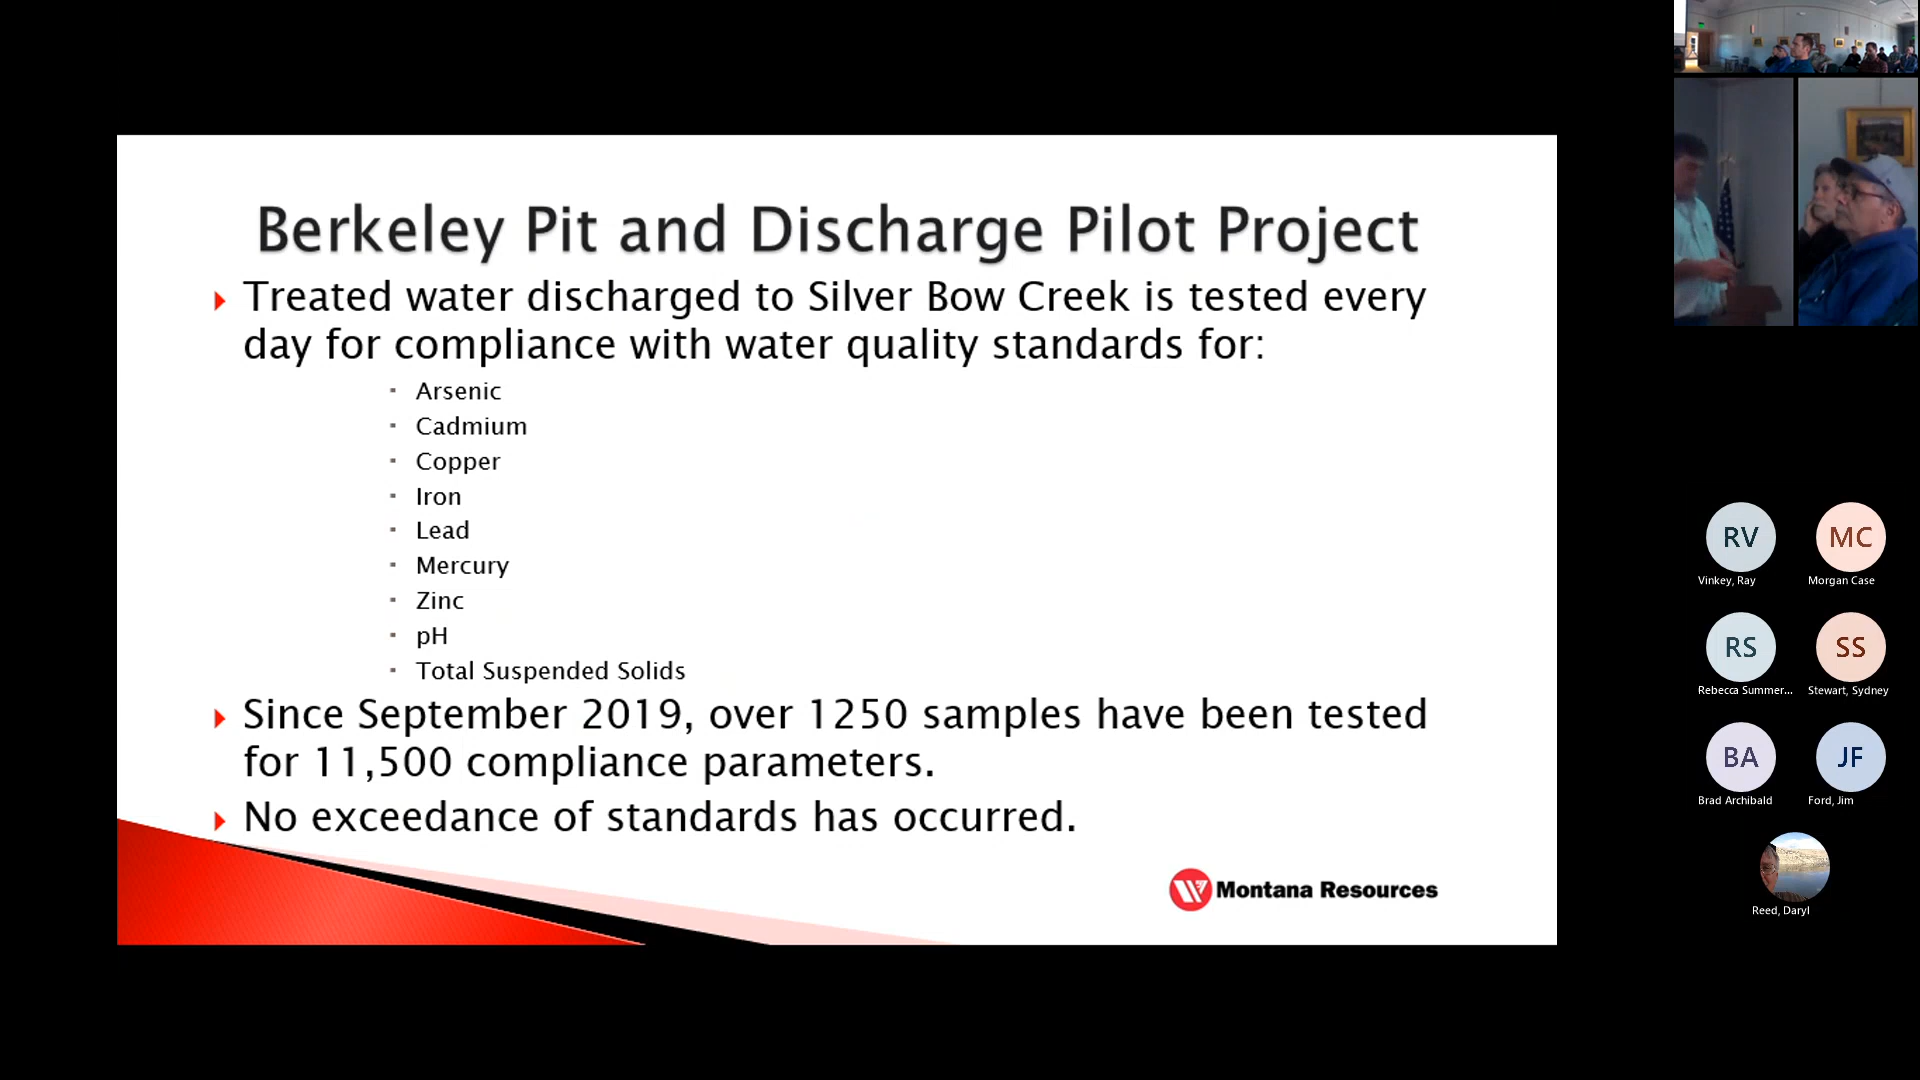 Berkeley Pit and Discharge Pilot Project
Treated water discharged to Silver Bow Creek is tested every
day for compliance with water quality standards for:
Arsenic
Cadmium
Copper
Iron
Lead
Mercury
Zinc
pH
Total Suspended Solids
Since September 2019, over 1250 samples have been tested
for 11,500 compliance parameters.
No exceedance of standards has occurred.
Montana Resources
RV
MC
Vinkey, Ray
Morgan Case
RS
SS
Rebecca Summer...
Stewart, Sydney
BA
JF
Brad Archibald
Ford, Jim
Reed, Daryl